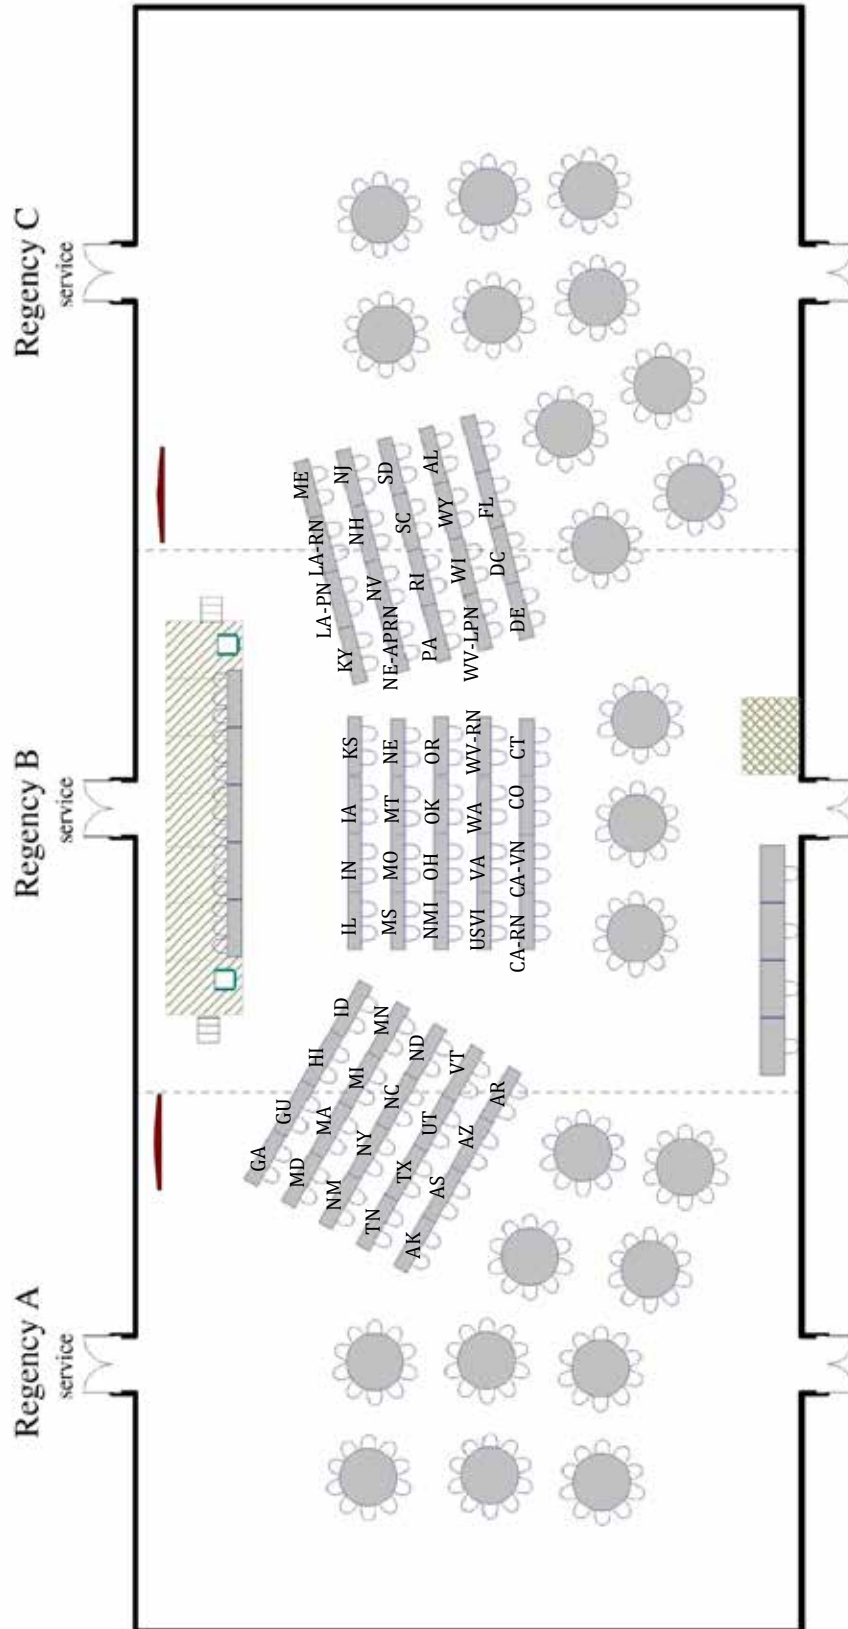 Regency A
service
Regency B
service
Regency C
service
GA GU HI ID
IL IN IA KS
KY LA-PN LA-RN ME
MD MA MI MN
MS MO MT NE
NE-APRN NV NH NJ
NM NY NC ND
NMI OH OK OR
PA RI SC SD
TN TX UT VT
USVI VA WA WV-RN
WV-LPN WI WY AL
AK AS AZ AR
CA-RN CA-VN CO CT
DE DC FL